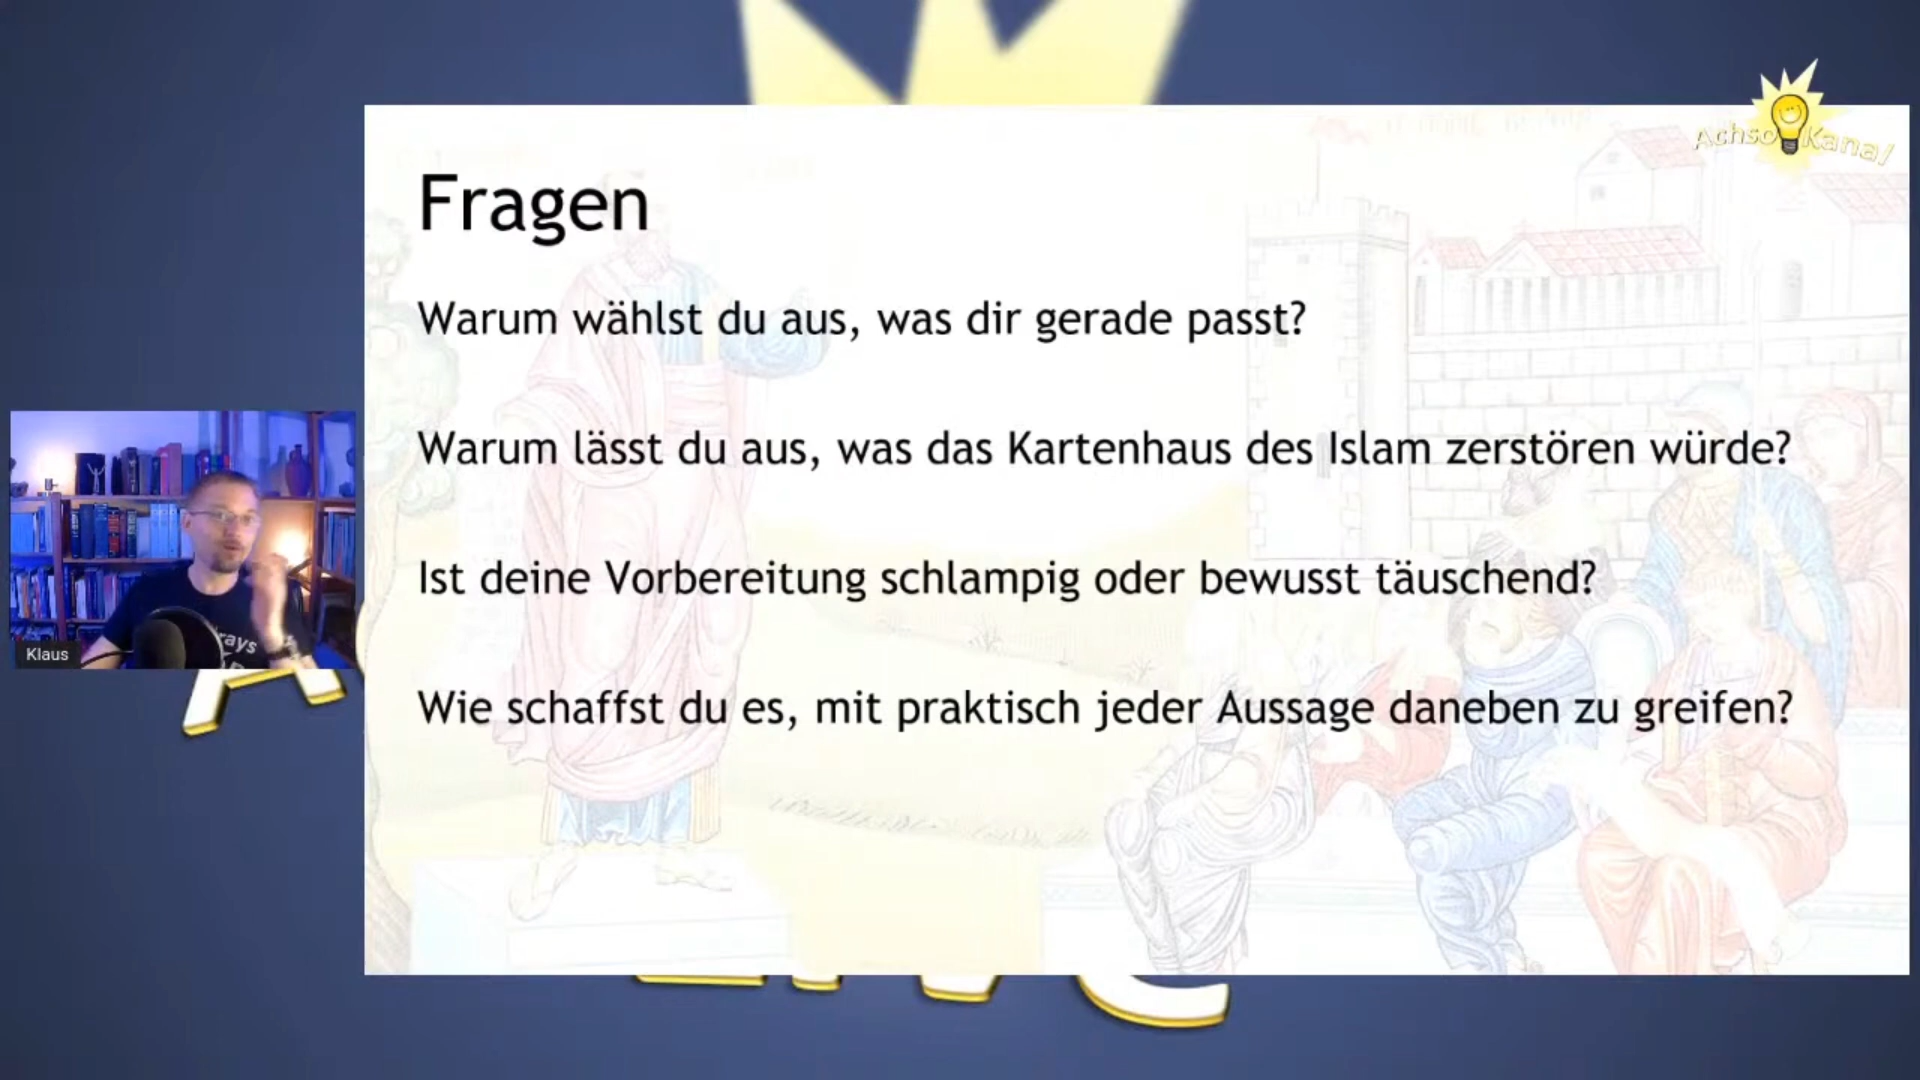 Achso Kanal
Fragen
Warum wählst du aus, was dir gerade passt?
Warum lässt du aus, was das Kartenhaus des Islam zerstören würde?
Ist deine Vorbereitung schlampig oder bewusst täuschend?
Wie schaffst du es, mit praktisch jeder Aussage daneben zu greifen?
Klaus